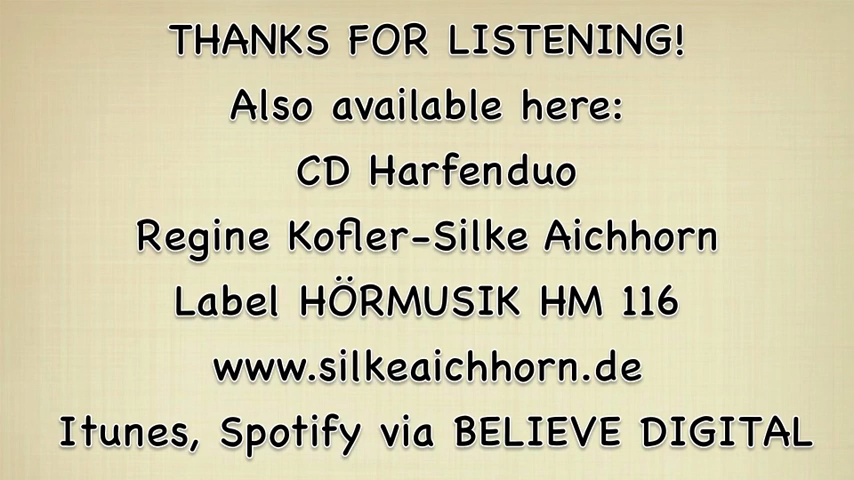 THANKS FOR LISTENING!
Also available here:
CD Harfenduo
Regine Kofler-Silke Aichhorn
Label HÖRMUSIK HM 116
www.silkeaichhorn.de
Itunes, Spotify via BELIEVE DIGITAL